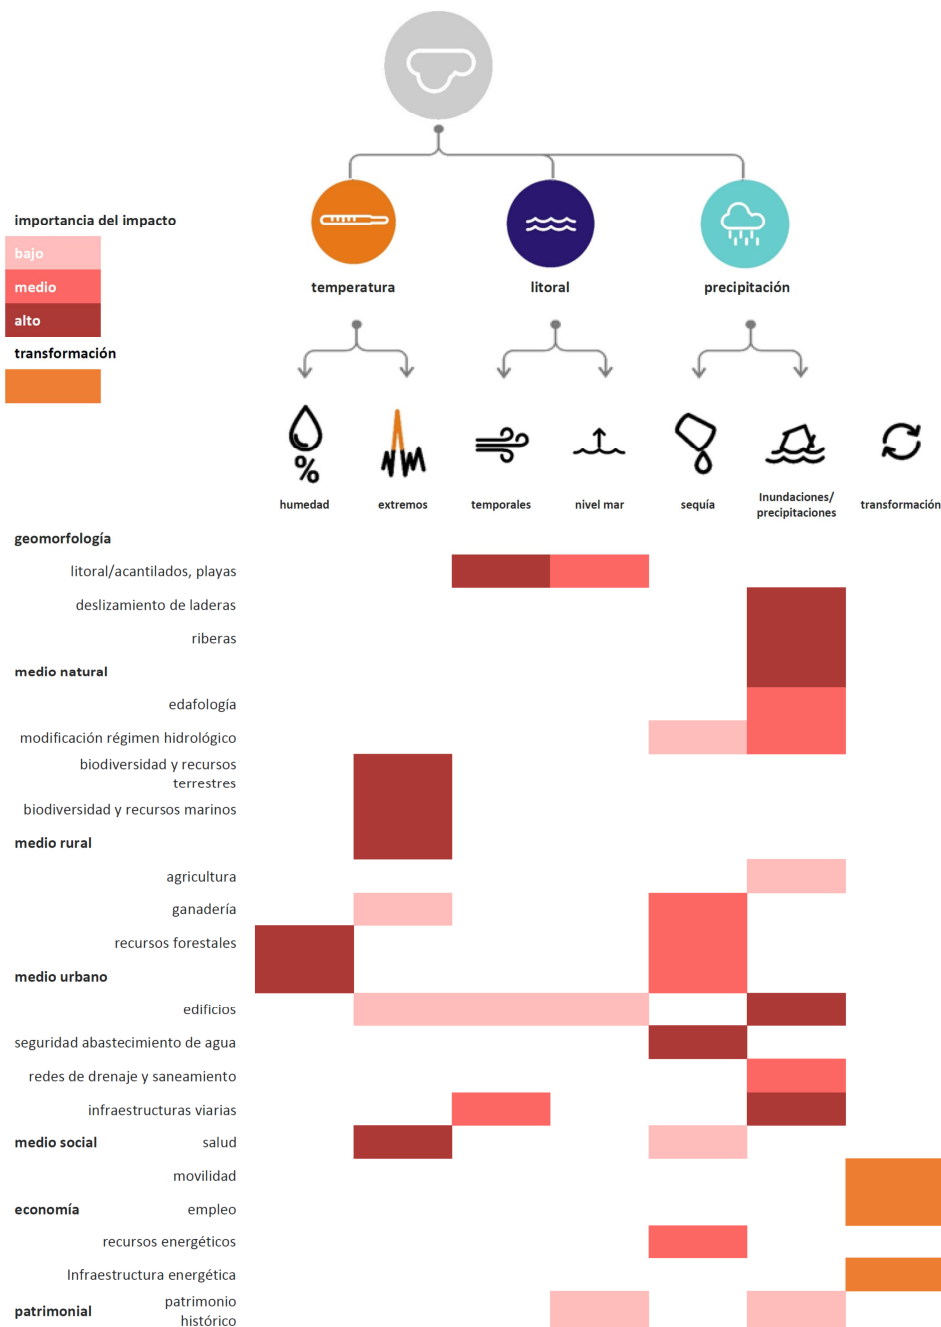 importancia del impacto
bajo
medio
alto
transformación
temperatura
litoral
precipitación
%
humedad
extremos
temporales
nivel mar
sequía
Inundaciones/
precipitaciones
transformación
geomorfología
litoral/acantilados, playas
deslizamiento de laderas
riberas
medio natural
edafología
modificación régimen hidrológico
biodiversidad y recursos
terrestres
biodiversidad y recursos marinos
medio rural
agricultura
ganadería
recursos forestales
medio urbano
edificios
seguridad abastecimiento de agua
redes de drenaje y saneamiento
infraestructuras viarias
medio social salud
movilidad
economía empleo
recursos energéticos
Infraestructura energética
patrimonial patrimonio
histórico